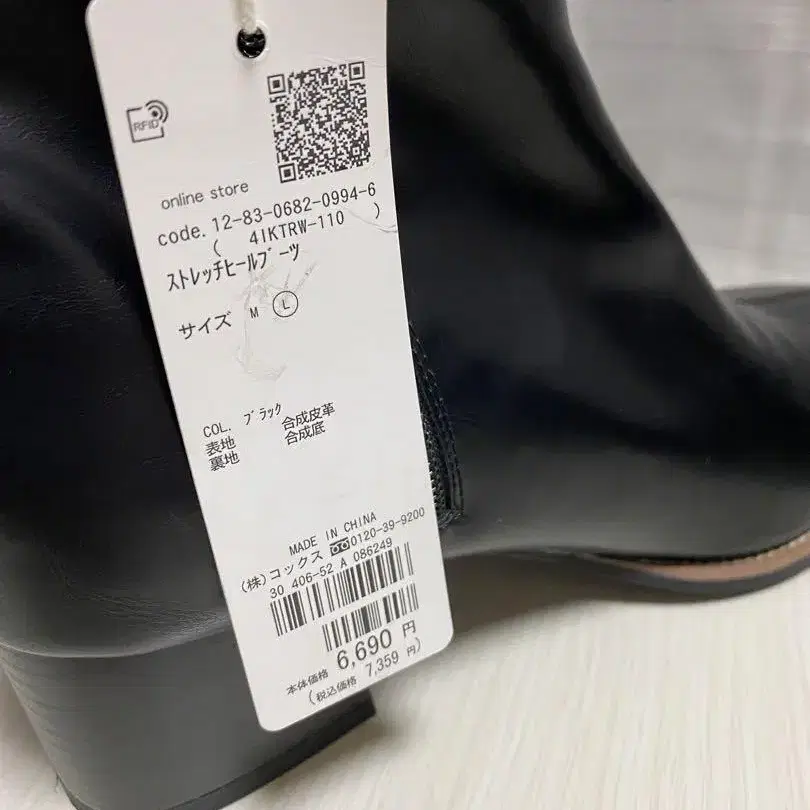 RFID
online store
code. 12-83-0682-0994-6
( 4IKTRW-110 )
ストレッチヒールブーツ
サイズ M L
COL. ブラック
表地 合成皮革
裏地 合成底
MADE IN CHINA
(株)コックス 0120-39-9200
30 406-52 A 086249
本体価格 6,690 円
(税込価格 7,359 円)